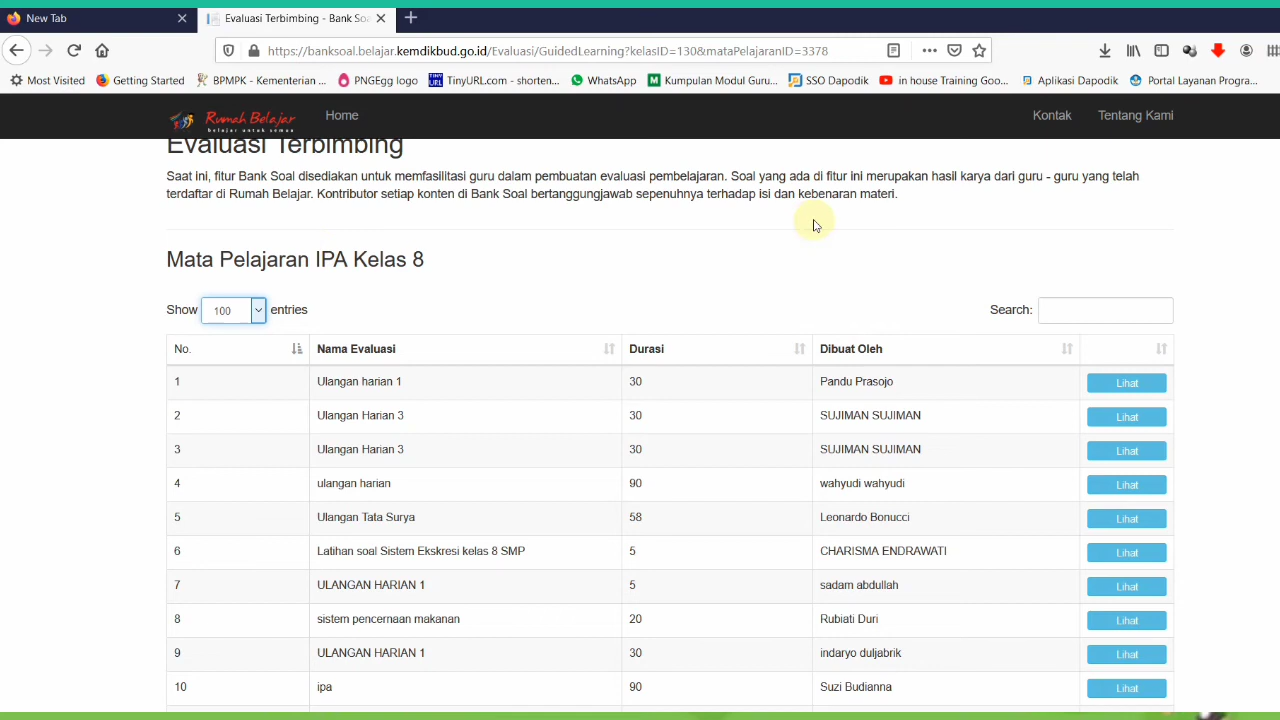 New Tab
Evaluasi Terbimbing - Bank Soa
https://banksoal.belajar.kemdikbud.go.id/Evaluasi/GuidedLearning?kelasID=130&mataPelajaranID=3378
Most Visited Getting Started BPMPK - Kementerian ... PNGEgg logo TinyURL.com - shorten... WhatsApp Kumpulan Modul Guru... SSO Dapodik in house Training Goo... Aplikasi Dapodik Portal Layanan Progra...
Rumah Belajar Home Kontak Tentang Kami
belajar untuk semua
Evaluasi Terbimbing
Saat ini, fitur Bank Soal disediakan untuk memfasilitasi guru dalam pembuatan evaluasi pembelajaran. Soal yang ada di fitur ini merupakan hasil karya dari guru - guru yang telah
terdaftar di Rumah Belajar. Kontributor setiap konten di Bank Soal bertanggungjawab sepenuhnya terhadap isi dan kebenaran materi.
Mata Pelajaran IPA Kelas 8
Show 100 entries Search:
No. Nama Evaluasi Durasi Dibuat Oleh
1 Ulangan harian 1 30 Pandu Prasojo Lihat
2 Ulangan Harian 3 30 SUJIMAN SUJIMAN Lihat
3 Ulangan Harian 3 30 SUJIMAN SUJIMAN Lihat
4 ulangan harian 90 wahyudi wahyudi Lihat
5 Ulangan Tata Surya 58 Leonardo Bonucci Lihat
6 Latihan soal Sistem Ekskresi kelas 8 SMP 5 CHARISMA ENDRAWATI Lihat
7 ULANGAN HARIAN 1 5 sadam abdullah Lihat
8 sistem pencernaan makanan 20 Rubiati Duri Lihat
9 ULANGAN HARIAN 1 30 indaryo duljabrik Lihat
10 ipa 90 Suzi Budianna Lihat